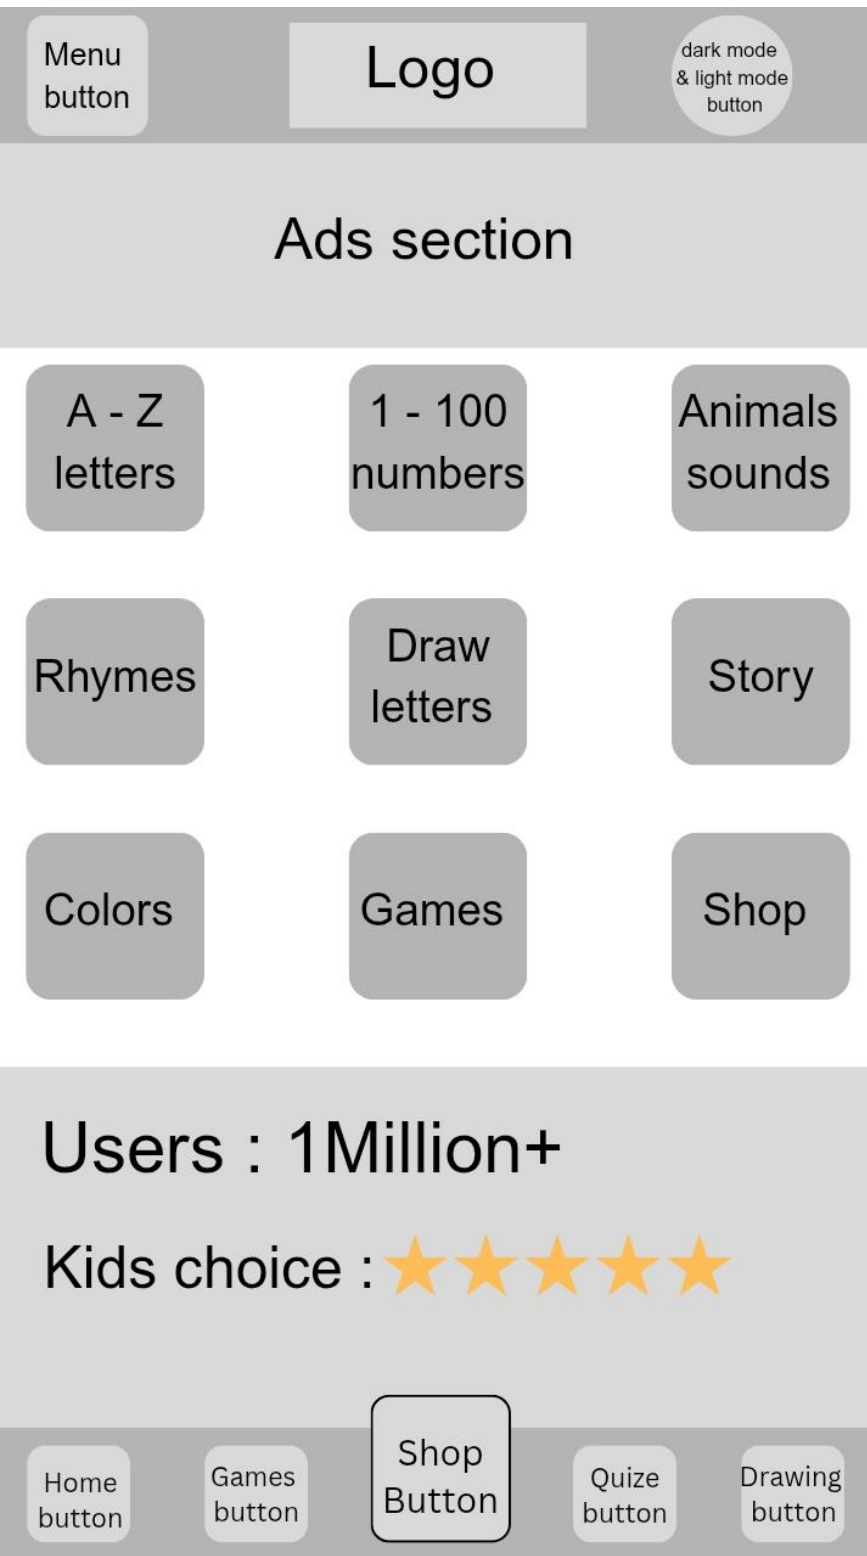 Menu
button
Logo
dark mode
& light mode
button
Ads section
A - Z
letters
1 - 100
numbers
Animals
sounds
Rhymes
Draw
letters
Story
Colors
Games
Shop
Users : 1Million+
Kids choice :
Home
button
Games
button
Shop
Button
Quize
button
Drawing
button